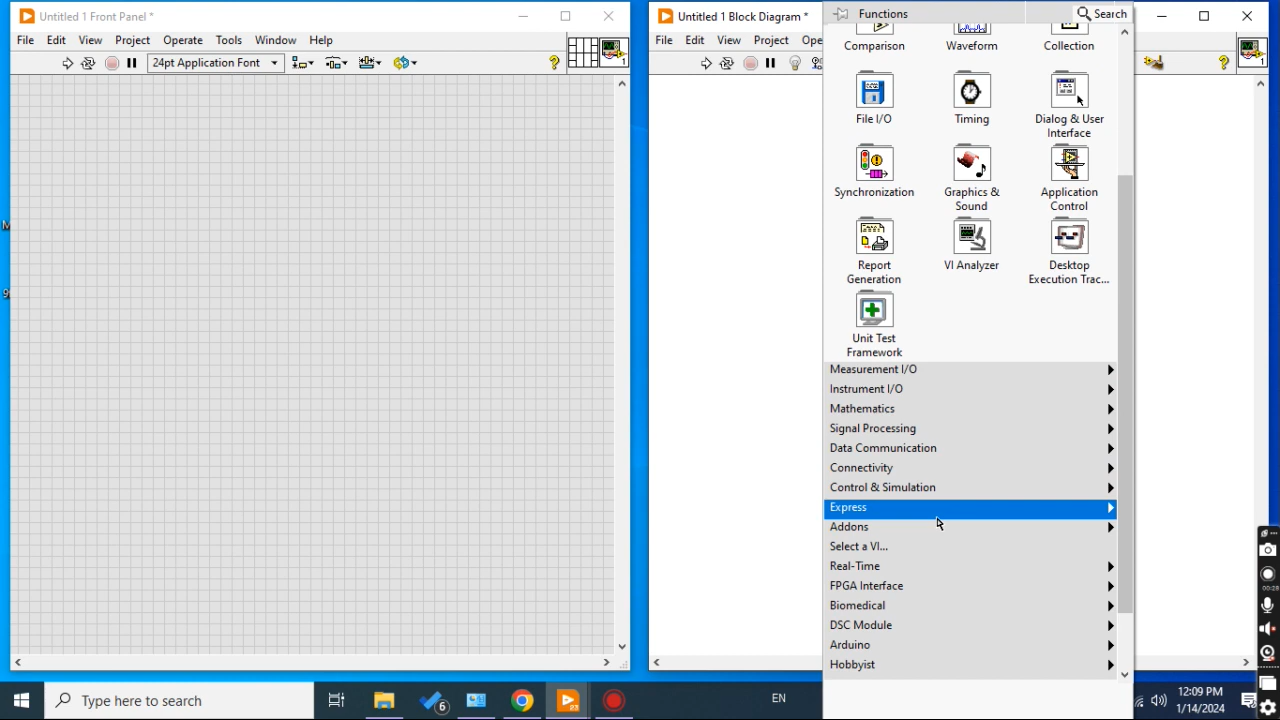 Untitled 1 Front Panel *
File Edit View Project Operate Tools Window Help
24pt Application Font
?
1
Untitled 1 Block Diagram *
File Edit View Project
?
1
Functions
Search
Comparison Waveform Collection
File I/O Timing Dialog & User
Interface
Synchronization Graphics & Application
Sound Control
Report VI Analyzer Desktop
Generation Execution Trac...
Unit Test
Framework
Measurement I/O
Instrument I/O
Mathematics
Signal Processing
Data Communication
Connectivity
Control & Simulation
Express
Addons
Select a VI...
Real-Time
FPGA Interface
Biomedical
DSC Module
Arduino
Hobbyist
Type here to search
6
EN
12:09 PM
1/14/2024